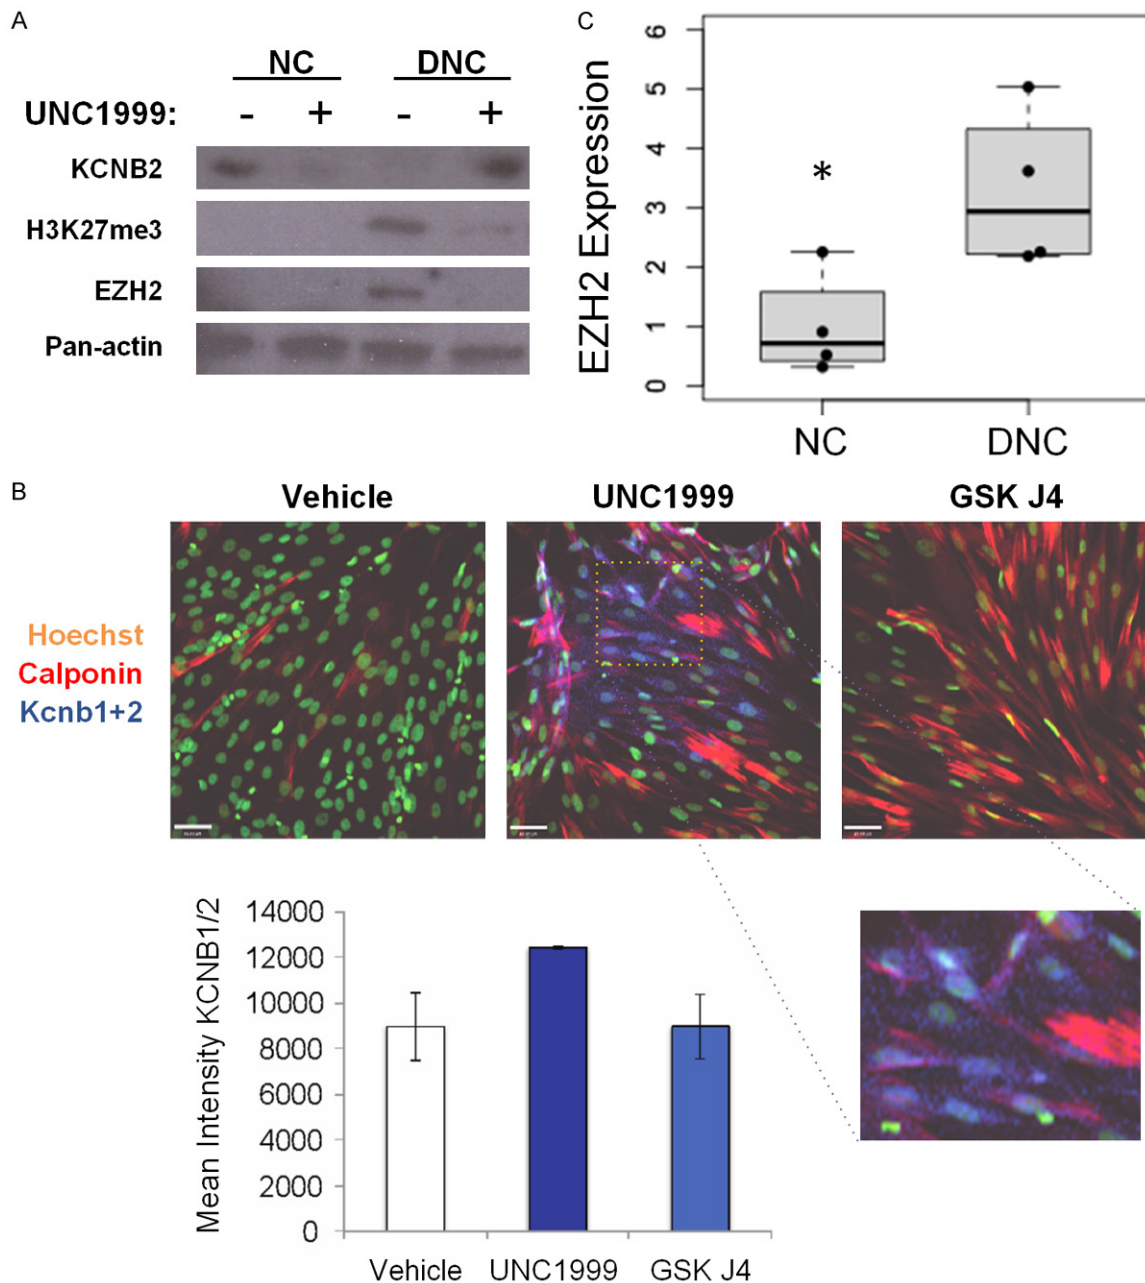 A
NC DNC
UNC1999: - + - +
KCNB2
H3K27me3
EZH2
Pan-actin
C
EZH2 Expression
6
5
4
3
2
1
0
*
NC DNC
B
Vehicle UNC1999 GSK J4
Hoechst
Calponin
Kcnb1+2
Mean Intensity KCNB1/2
14000
12000
10000
8000
6000
4000
2000
0
Vehicle UNC1999 GSK J4